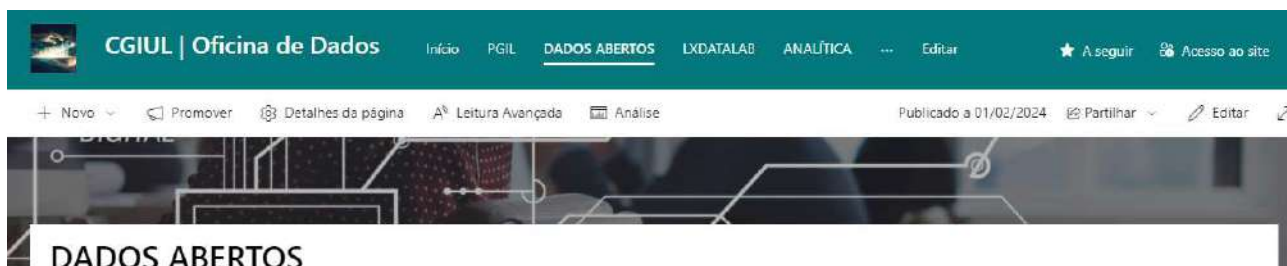 CGIUL | Oficina de Dados Início PGIL DADOS ABERTOS LXDATALAB ANALÍTICA ... Editar A seguir Acesso ao site
+ Novo Promover Detalhes da página Leitura Avançada Análise Publicado a 01/02/2024 Partilhar Editar
DIGITAL
DADOS ABERTOS